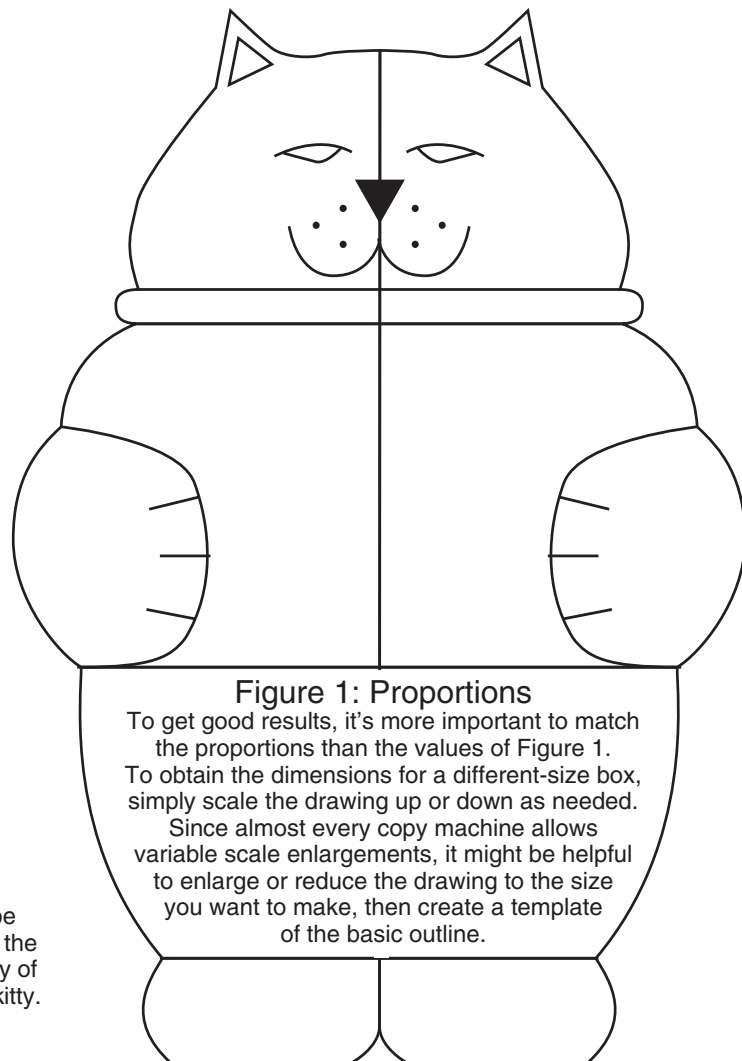 Figure 1: Proportions
To get good results, it's more important to match
the proportions than the values of Figure 1.
To obtain the dimensions for a different-size box,
simply scale the drawing up or down as needed.
Since almost every copy machine allows
variable scale enlargements, it might be helpful
to enlarge or reduce the drawing to the size
you want to make, then create a template
of the basic outline.
the
of
kitty.